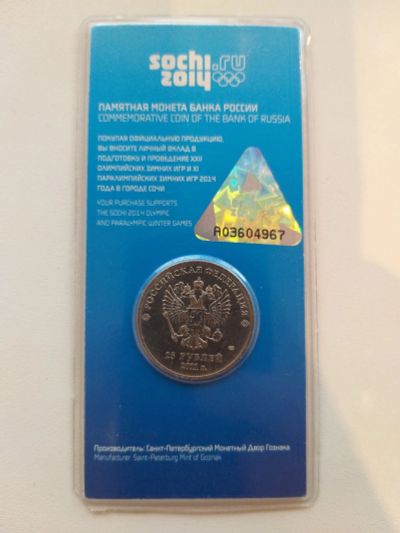 sochi.ru
2014
ПАМЯТНАЯ МОНЕТА БАНКА РОССИИ
COMMEMORATIVE COIN OF THE BANK OF RUSSIA
ПОКУПАЯ ОФИЦИАЛЬНУЮ ПРОДУКЦИЮ,
ВЫ ВНОСИТЕ ЛИЧНЫЙ ВКЛАД В
ПОДГОТОВКУ И ПРОВЕДЕНИЕ XXII
ОЛИМПИЙСКИХ ЗИМНИХ ИГР И XI
ПАРАЛИМПИЙСКИХ ЗИМНИХ ИГР 2014
ГОДА В ГОРОДЕ СОЧИ
YOUR PURCHASE SUPPORTS
THE SOCHI 2014 OLYMPIC
AND PARALYMPIC WINTER GAMES
A03604967
РОССИЙСКАЯ ФЕДЕРАЦИЯ
25 РУБЛЕЙ
2011 г.
Производитель: Санкт-Петербургский Монетный Двор Гознака
Manufacturer: Saint-Peterburg Mint of Goznak